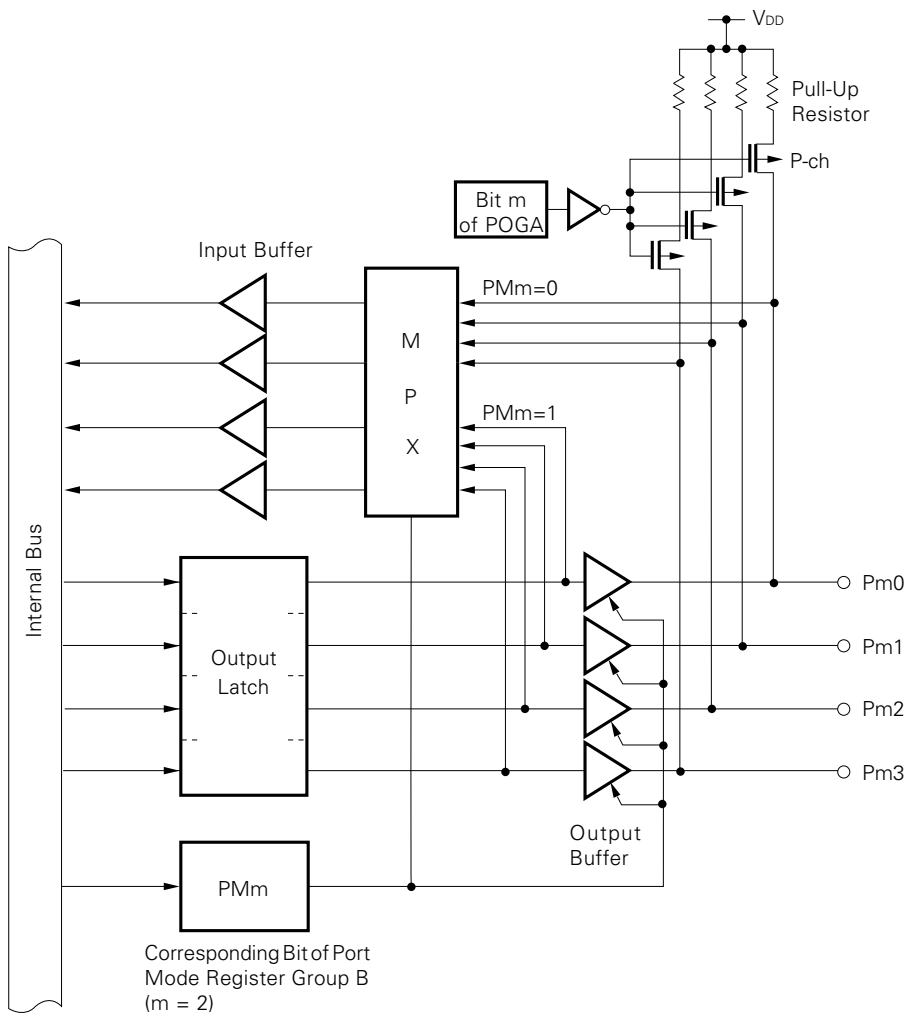 VDD
Pull-Up
Resistor
P-ch
Bit m
of POGA
Input Buffer
PMm=0
M
P
X
PMm=1
Internal Bus
Output
Latch
Pm0
Pm1
Pm2
Pm3
Output
Buffer
PMm
Corresponding Bit of Port
Mode Register Group B
(m = 2)